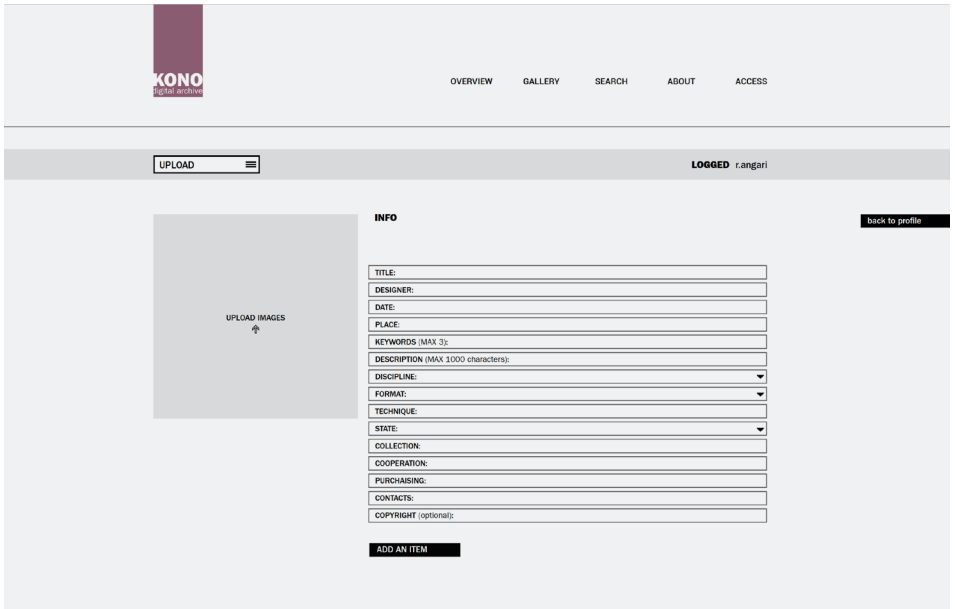 KONO
digital archive
OVERVIEW GALLERY SEARCH ABOUT ACCESS
UPLOAD
LOGGED r.angari
INFO
back to profile
UPLOAD IMAGES
TITLE:
DESIGNER:
DATE:
PLACE:
KEYWORDS (MAX 3):
DESCRIPTION (MAX 1000 characters):
DISCIPLINE:
FORMAT:
TECHNIQUE:
STATE:
COLLECTION:
COOPERATION:
PURCHAISING:
CONTACTS:
COPYRIGHT (optional):
ADD AN ITEM